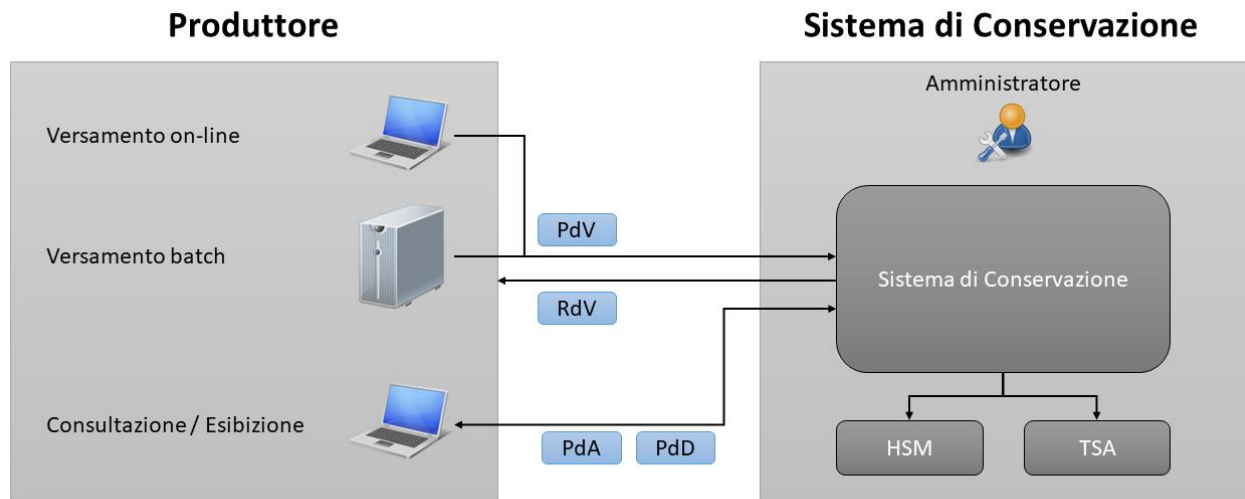 Produttore
Sistema di Conservazione
Amministratore
Versamento on-line
Versamento batch
PdV
Sistema di Conservazione
RdV
Consultazione / Esibizione
PdA
PdD
HSM
TSA